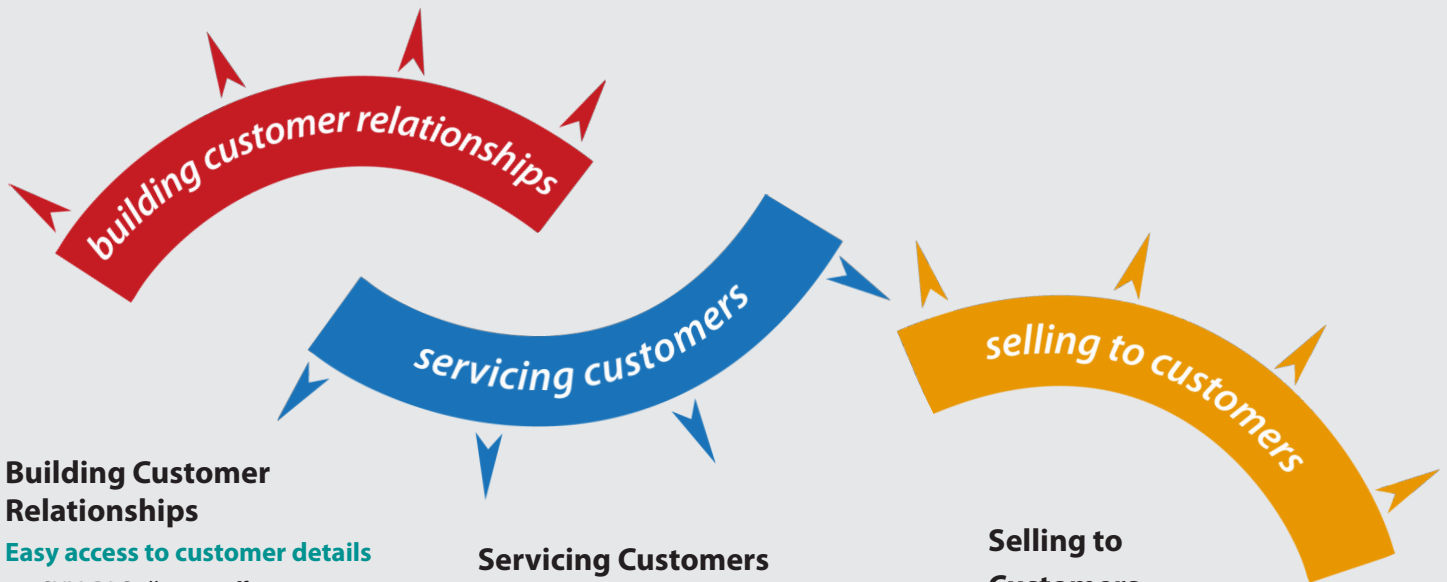 building customer relationships
servicing customers
selling to customers
Building Customer
Relationships
Easy access to customer details
Servicing Customers
Selling to